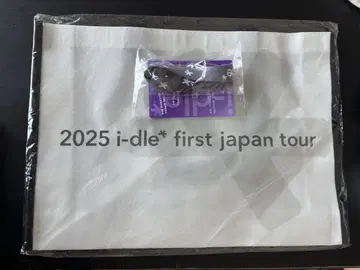 2025 i-dle* first japan tour